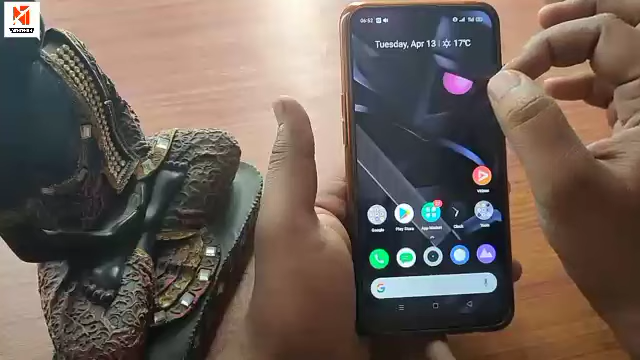 06:52
Tuesday, Apr 13 17°C
Videos
Google Play Store App Market Clock Tools